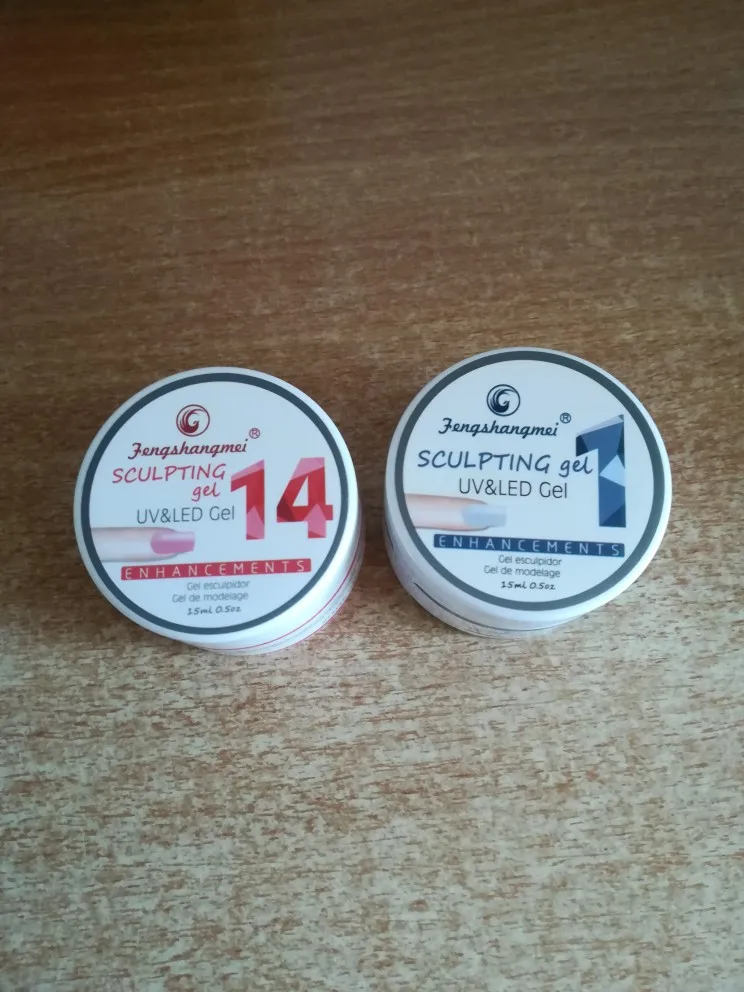 Fengshangmei®
SCULPTING
gel
14
UV&LED Gel
ENHANCEMENTS
Gel esculpidor
Gel de modelage
15ml 0.5oz
Fengshangmei®
SCULPTING gel
1
UV&LED Gel
ENHANCEMENTS
Gel esculpidor
Gel de modelage
15ml 0.5oz